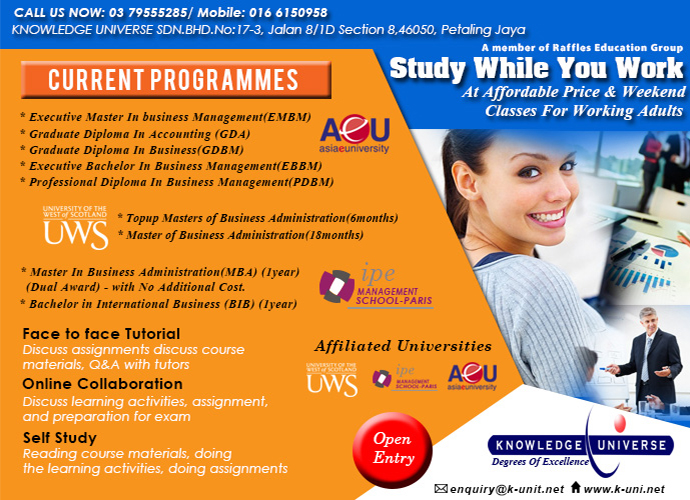 CALL US NOW: 03 79555285/ Mobile: 016 6150958
KNOWLEDGE UNIVERSE SDN.BHD.No:17-3, Jalan 8/1D Section 8,46050, Petaling Jaya
A member of Raffles Education Group
Study While You Work
At Affordable Price & Weekend
Classes For Working Adults
CURRENT PROGRAMMES
* Executive Master In business Management(EMBM)
* Graduate Diploma In Accounting (GDA)
* Graduate Diploma In Business(GDBM)
* Executive Bachelor In Business Management(EBBM)
* Professional Diploma In Business Management(PDBM)
AeU
asiaeuniversity
UNIVERSITY OF THE
WEST of SCOTLAND
UWS
* Topup Masters of Business Administration(6months)
* Master of Business Administration(18months)
* Master In Business Administration(MBA) (1year)
(Dual Award) - with No Additional Cost.
* Bachelor in International Business (BIB) (1year)
ipe
MANAGEMENT
SCHOOL-PARIS
Face to face Tutorial
Discuss assignments discuss course
materials, Q&A with tutors
Online Collaboration
Discuss learning activities, assignment,
and preparation for exam
Self Study
Reading course materials, doing
the learning activities, doing assignments
Affiliated Universities
UNIVERSITY OF THE
WEST of SCOTLAND
UWS
ipe
MANAGEMENT
SCHOOL-PARIS
AeU
asiaeuniversity
Open
Entry
KNOWLEDGE UNIVERSE
Degrees Of Excellence
enquiry@k-unit.net www.k-uni.net